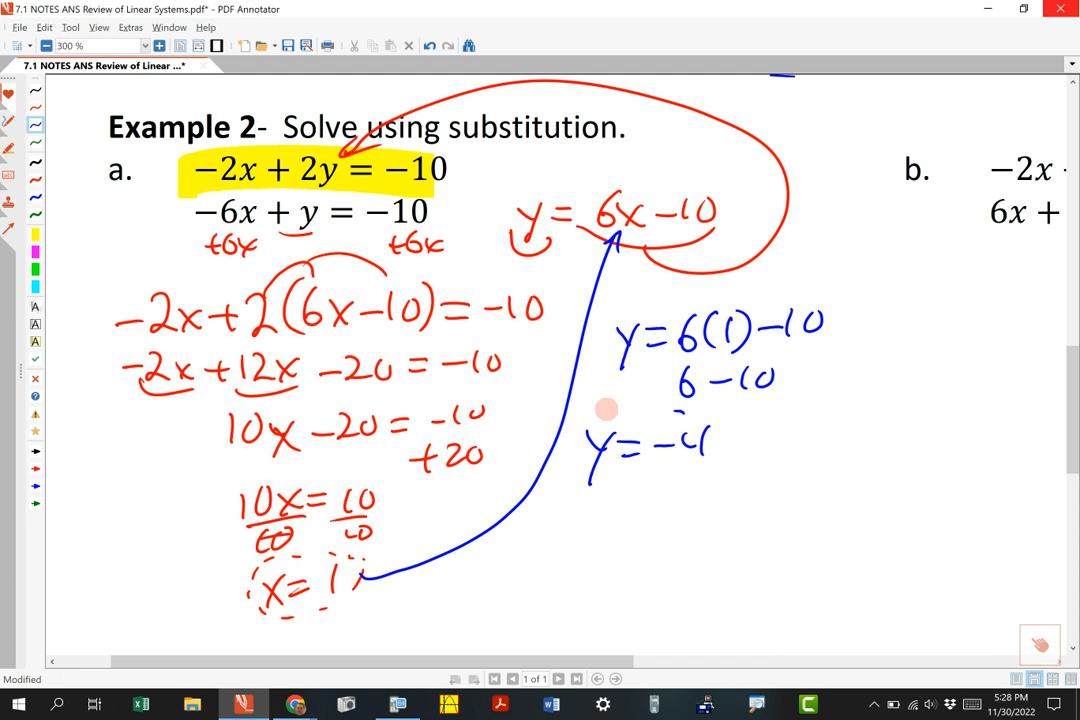 7.1 NOTES ANS Review of Linear Systems.pdf* - PDF Annotator
File Edit Tool View Extras Window Help
300 %
7.1 NOTES ANS Review of Linear ...*
Example 2- Solve using substitution.
a. −2x + 2y = −10
b. −2x
−6x + y = −10
6x +
+6x +6x
y = 6x −10
−2x + 2(6x −10) = −10
−2x + 12x −20 = −10
10x −20 = −10
+20
10x = 10
10 10
x = 1
y = 6(1) −10
6 −10
y = −4
Modified
1 of 1
5:28 PM
11/30/2022